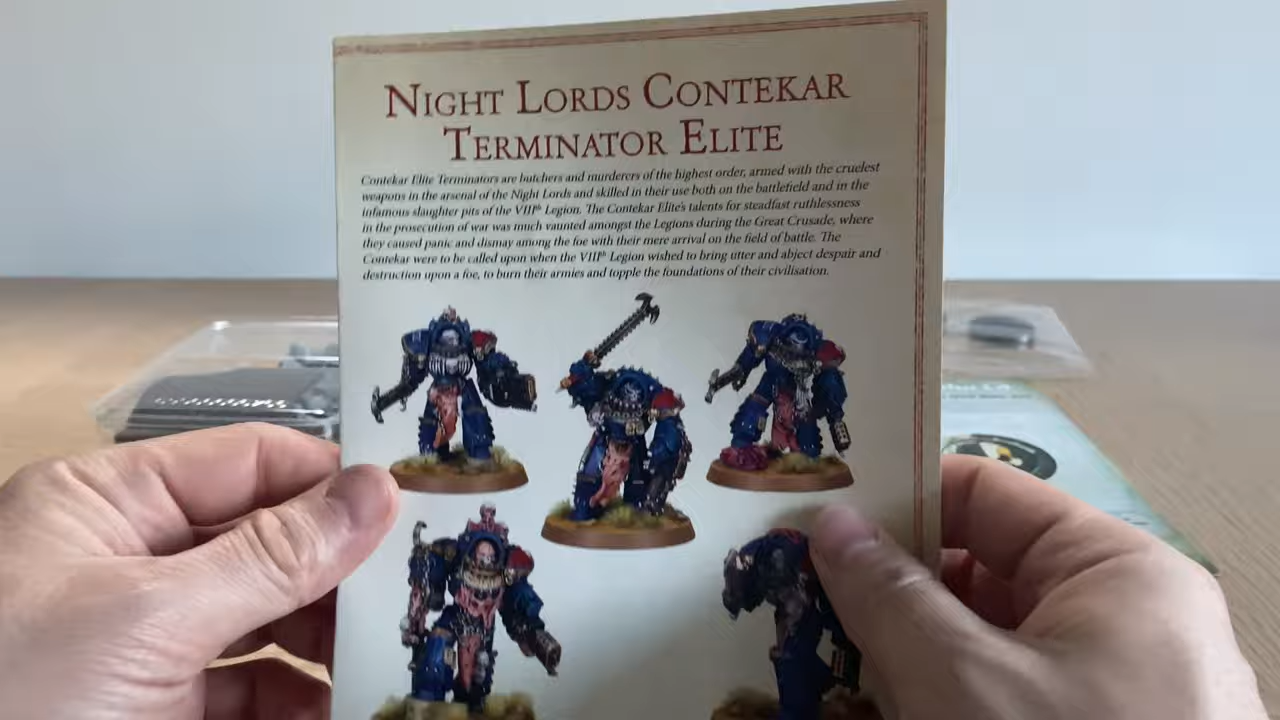 NIGHT LORDS CONTEKAR
TERMINATOR ELITE
Contekar Elite Terminators are butchers and murderers of the highest order, armed with the cruelest
weapons in the arsenal of the Night Lords and skilled in their use both on the battlefield and in the
infamous slaughter pits of the VIIIth Legion. The Contekar Elite's talents for steadfast ruthlessness
in the prosecution of war was much vaunted amongst the Legions during the Great Crusade, where
they caused panic and dismay among the foe with their mere arrival on the field of battle. The
Contekar were to be called upon when the VIIIth Legion wished to bring utter and abject despair and
destruction upon a foe, to burn their armies and topple the foundations of their civilisation.